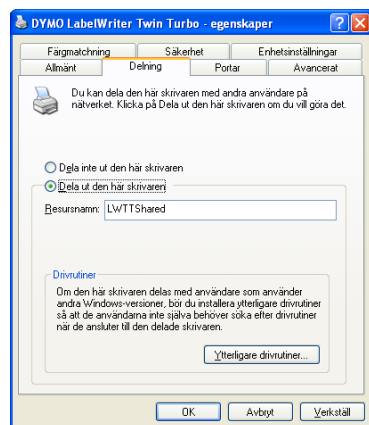 DYMO LabelWriter Twin Turbo - egenskaper
Färgmatchning Säkerhet Enhetsinställningar
Allmänt Delning Portar Avancerat
Du kan dela den här skrivaren med andra användare på
nätverket. Klicka på Dela ut den här skrivaren om du vill göra det.
Dela inte ut den här skrivaren
Dela ut den här skrivaren
Resursnamn: LWTTShared
Drivrutiner
Om den här skrivaren delas med användare som använder
andra Windows-versioner, bör du installera ytterligare drivrutiner
så att de användarna inte själva behöver söka efter drivrutiner
när de ansluter till den delade skrivaren.
Ytterligare drivrutiner...
OK Avbryt Verkställ